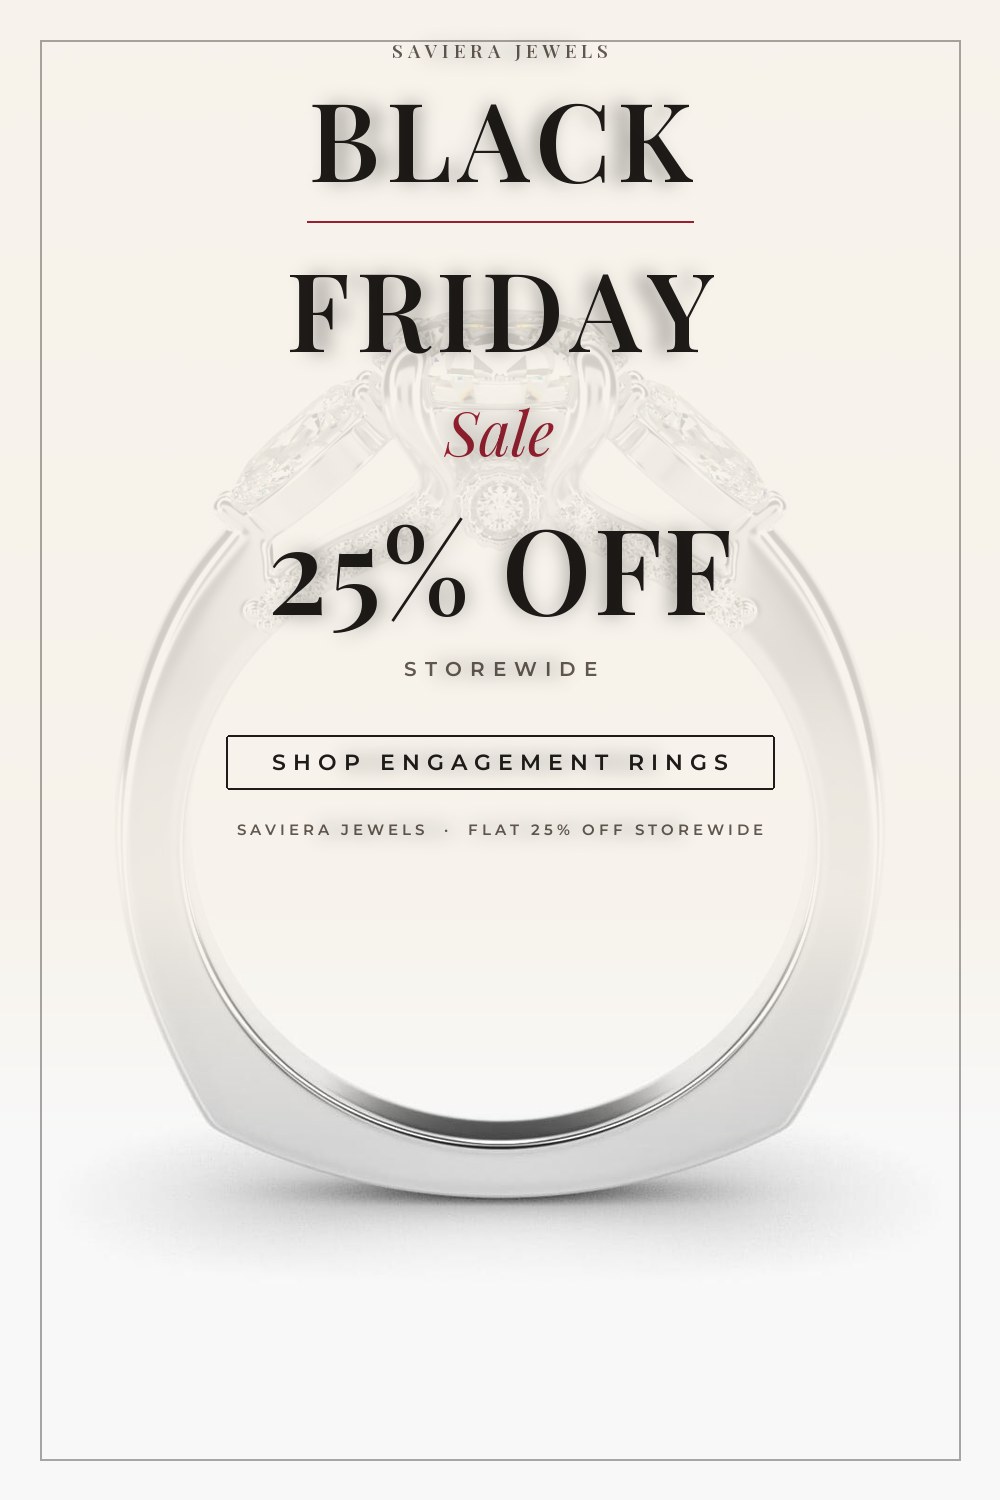 SAVIERA JEWELS
BLACK
FRIDAY
Sale
25% OFF
STOREWIDE
SHOP ENGAGEMENT RINGS
SAVIERA JEWELS · FLAT 25% OFF STOREWIDE